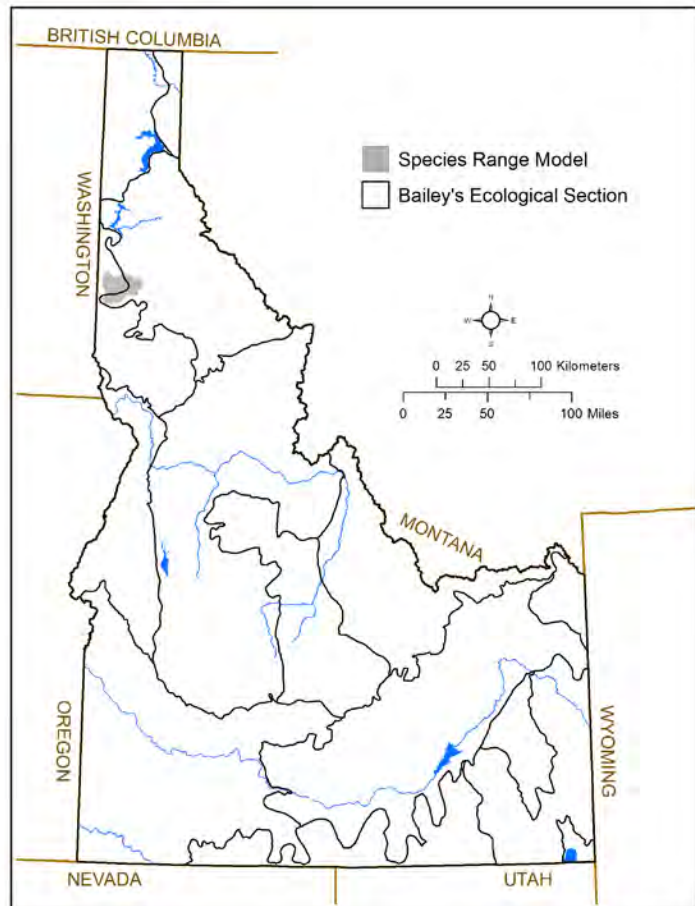 BRITISH COLUMBIA
WASHINGTON
Species Range Model
Bailey's Ecological Section
N
W E
S
0 25 50 100 Kilometers
0 25 50 100 Miles
MONTANA
OREGON
WYOMING
NEVADA
UTAH